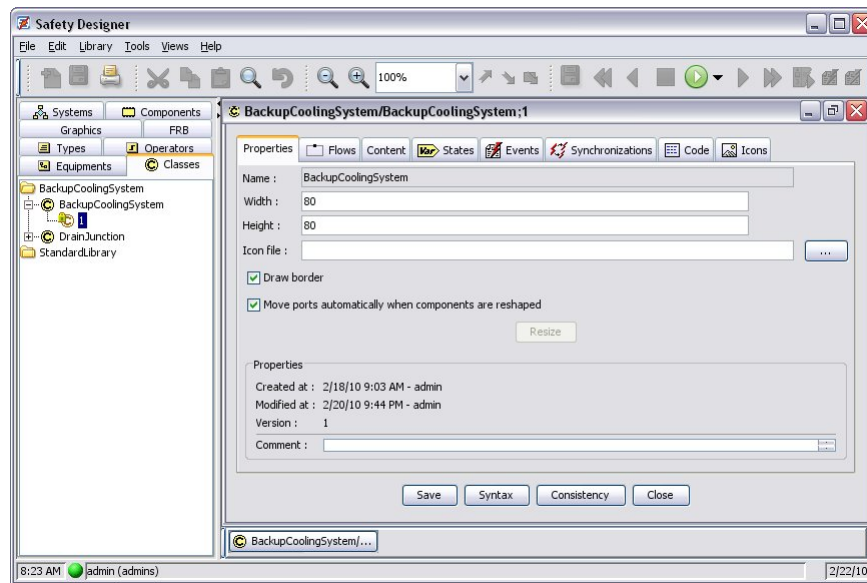 Safety Designer
File Edit Library Tools Views Help
100%
Systems Components
Graphics FRB
Types Operators
Equipments Classes
BackupCoolingSystem
BackupCoolingSystem
1
DrainJunction
StandardLibrary
BackupCoolingSystem/BackupCoolingSystem;1
Properties Flows Content Var States Events Synchronizations Code Icons
Name : BackupCoolingSystem
Width : 80
Height : 80
Icon file : ...
Draw border
Move ports automatically when components are reshaped
Resize
Properties
Created at : 2/18/10 9:03 AM - admin
Modified at : 2/20/10 9:44 PM - admin
Version : 1
Comment :
Save Syntax Consistency Close
BackupCoolingSystem/...
8:23 AM admin (admins) 2/22/10